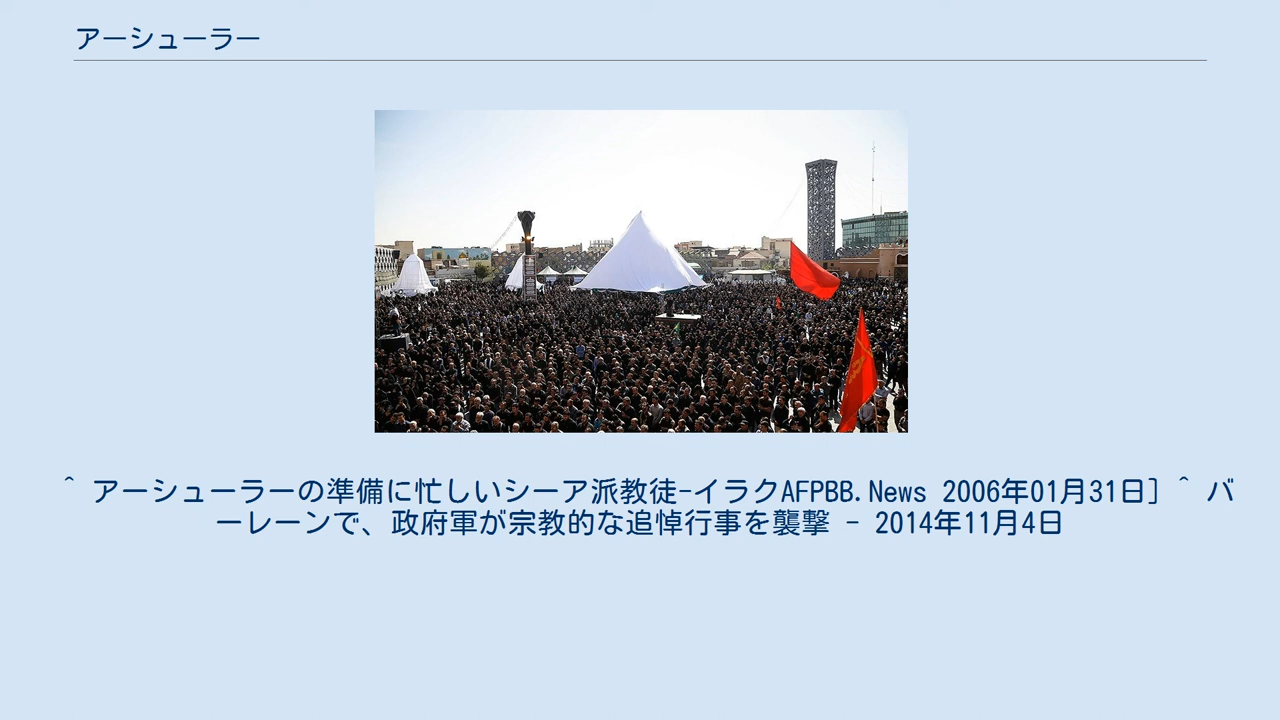 アーシューラー
^ アーシューラーの準備に忙しいシーア派教徒-イラクAFPBB.News 2006年01月31日] ^ バ
ーレーンで、政府軍が宗教的な追悼行事を襲撃 - 2014年11月4日